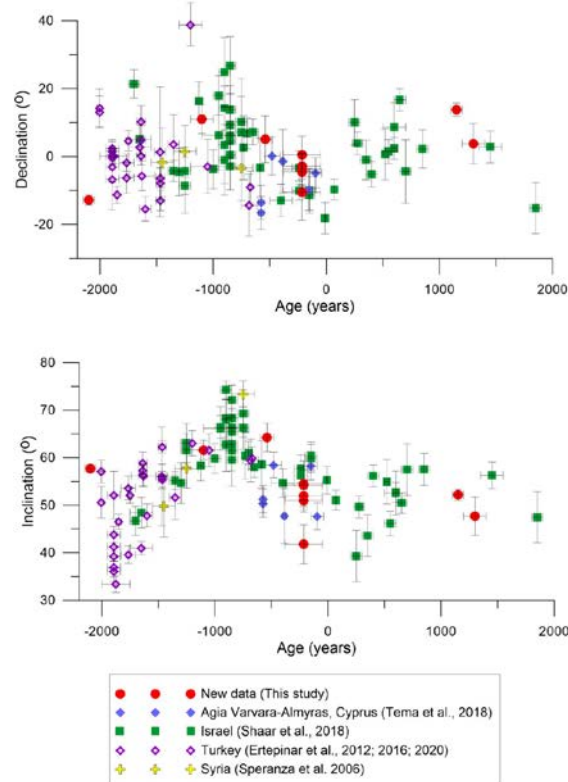 40
20
0
-20
Declination (º)
-2000
-1000
0
1000
2000
Age (years)
80
70
60
50
40
30
Inclination (º)
-2000
-1000
0
1000
2000
Age (years)
New data (This study)
Agia Varvara-Almyras, Cyprus (Tema et al., 2018)
Israel (Shaar et al., 2018)
Turkey (Ertepinar et al., 2012; 2016; 2020)
Syria (Speranza et al. 2006)